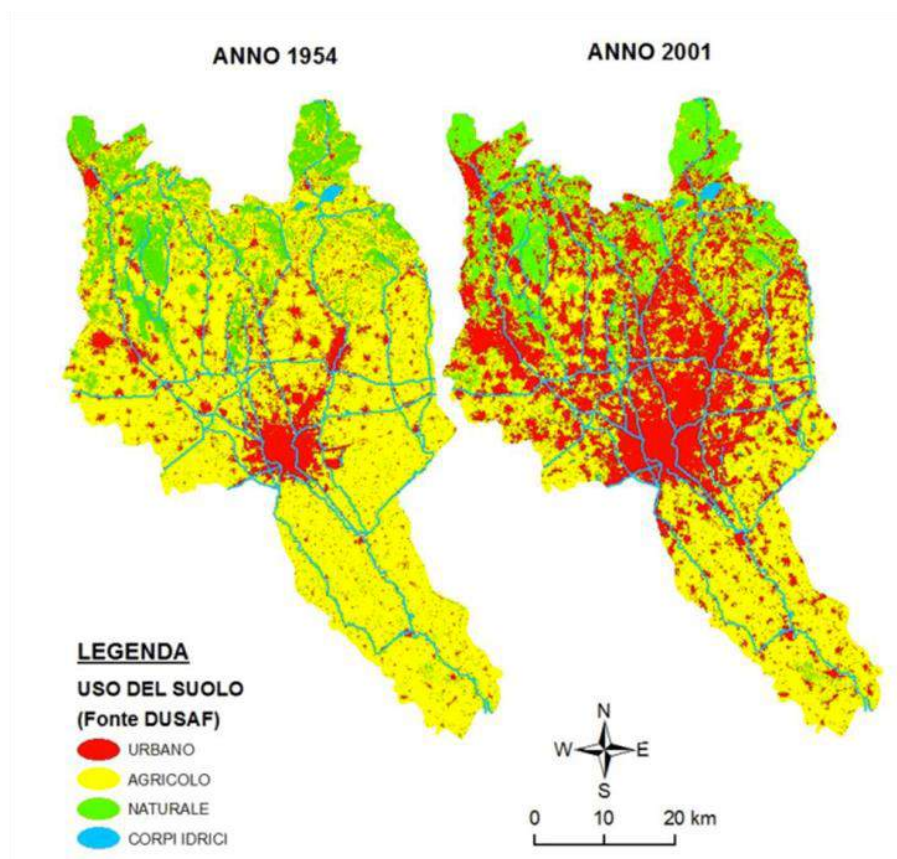 ANNO 1954
ANNO 2001
LEGENDA
USO DEL SUOLO
(Fonte DUSAF)
URBANO
AGRICOLO
NATURALE
CORPI IDRICI
N
W E
S
0 10 20 km